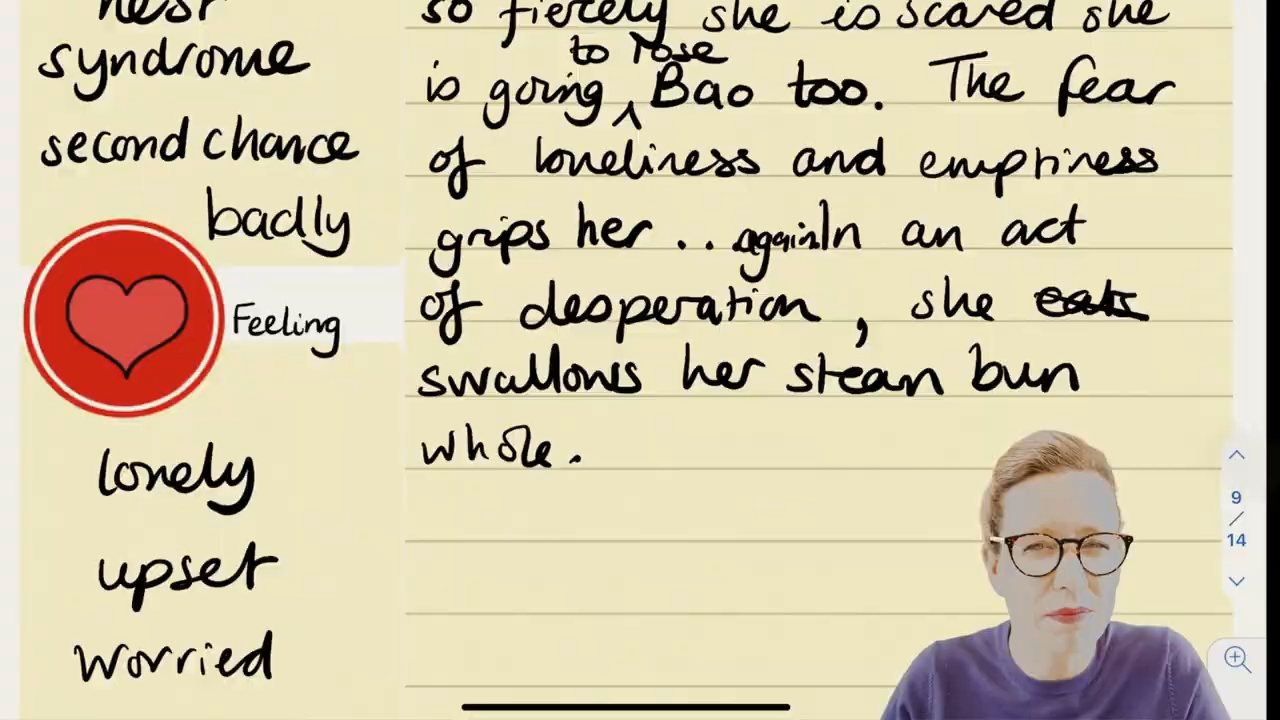 nest
syndrome
second chance
badly
Feeling
lonely
upset
worried
so fiercely she is scared she
to lose
is going ^ Bao too. The fear
of loneliness and emptiness
grips her .. again In an act
of desperation, she eats
swallows her steam bun
whole.
9
/
14